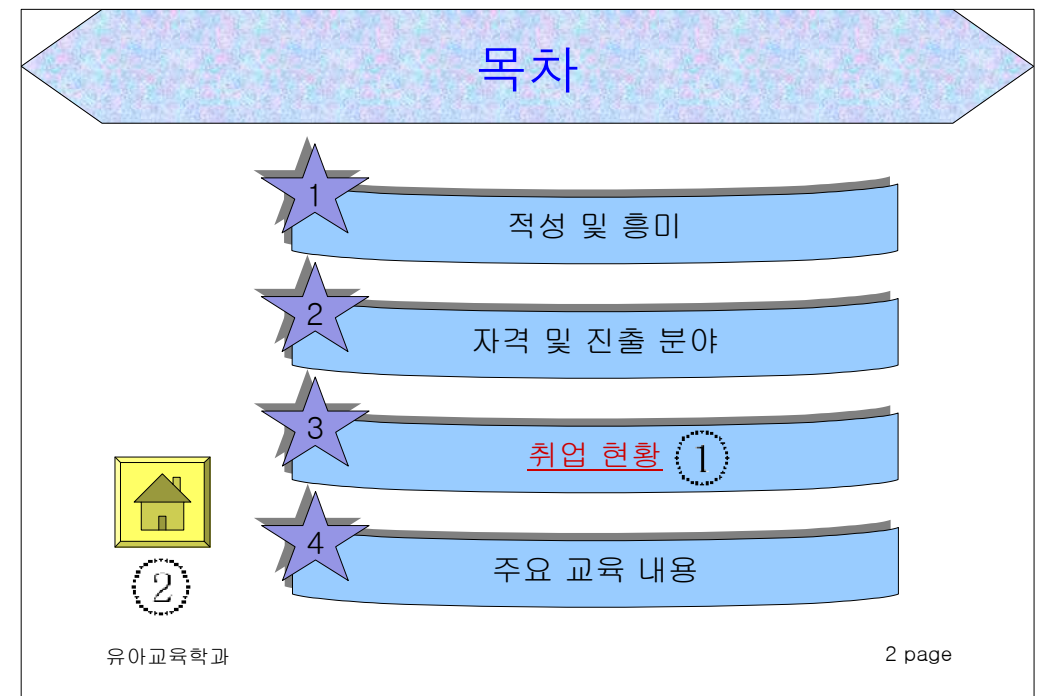 목차
1
적성 및 흥미
2
자격 및 진출 분야
3
취업 현황 1
4
주요 교육 내용
2
유아교육학과
2 page